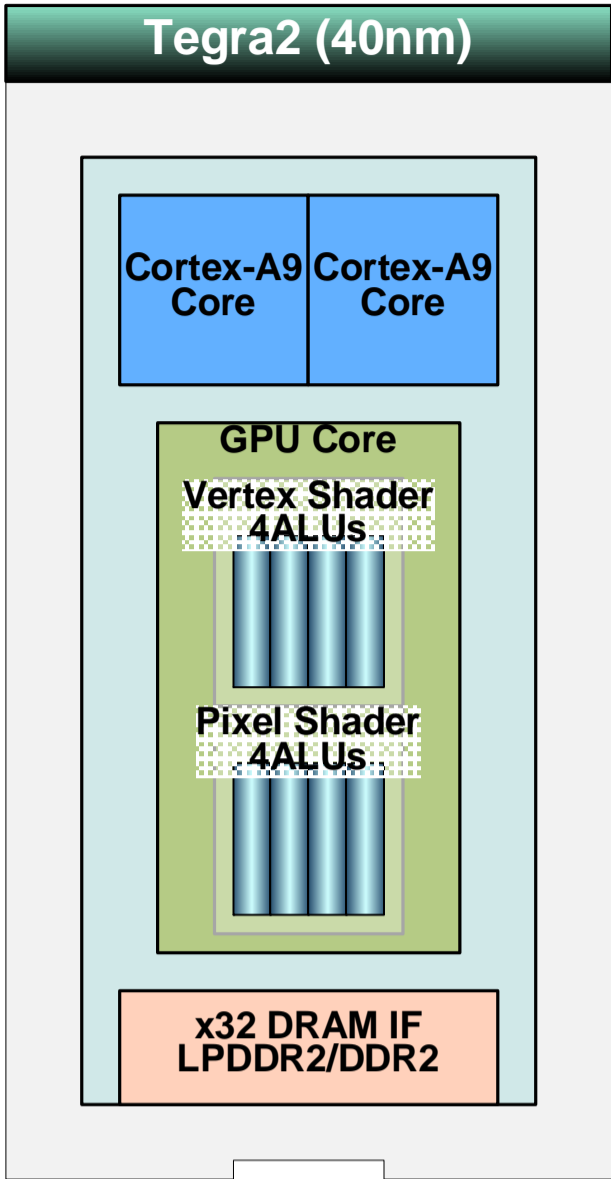 Tegra2 (40nm)
Cortex-A9 Cortex-A9
Core Core
GPU Core
Vertex Shader
4ALUs
Pixel Shader
4ALUs
x32 DRAM IF
LPDDR2/DDR2